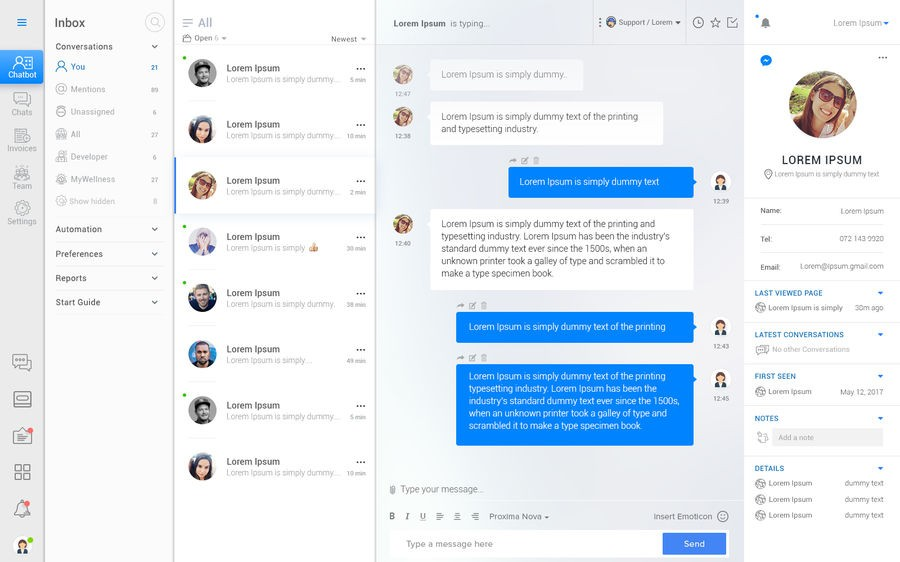 Chatbot
Chats
Invoices
Team
Settings
Inbox
Conversations
You 21
Mentions 89
Unassigned 6
All 27
Developer 6
MyWellness 27
Show hidden 8
Automation
Preferences
Reports
Start Guide
All
Open 6
Newest
Lorem Ipsum
Lorem Ipsum is simply dummy... 5 min
Lorem Ipsum
Lorem Ipsum is simply dummy... 10 min
Lorem Ipsum
Lorem Ipsum is simply dummy... 2 min
Lorem Ipsum
Lorem Ipsum is simply 30 min
Lorem Ipsum
Lorem Ipsum is simply dummy.. 38 min
Lorem Ipsum
Lorem Ipsum is simply... 49 min
Lorem Ipsum
Lorem Ipsum is simply dummy... 5 min
Lorem Ipsum
Lorem Ipsum is simply dummy... 10 min
Lorem Ipsum is typing...
Support / Lorem
Lorem Ipsum is simply dummy..
12:47
Lorem Ipsum is simply dummy text of the printing
and typesetting industry.
12:38
Lorem Ipsum is simply dummy text
12:39
Lorem Ipsum is simply dummy text of the printing and
typesetting industry. Lorem Ipsum has been the industry's
standard dummy text ever since the 1500s, when an
unknown printer took a galley of type and scrambled it to
make a type specimen book.
12:40
Lorem Ipsum is simply dummy text of the printing
12:43
Lorem Ipsum is simply dummy text of the printing
typesetting industry. Lorem Ipsum has been the
industry's standard dummy text ever since the 1500s,
when an unknown printer took a galley of type and
scrambled it to make a type specimen book.
12:45
Type your message...
B I U Proxima Nova Insert Emoticon
Type a message here Send
Lorem Ipsum
LOREM IPSUM
Lorem Ipsum is simply dummy text
Name: Lorem Ipsum
Tel: 072 143 9920
Email: Lorem@ipsum.gmail.com
LAST VIEWED PAGE
Lorem Ipsum is simply 30m ago
LATEST CONVERSATIONS
No other Conversations
FIRST SEEN
Lorem Ipsum May, 12, 2017
NOTES
Add a note
DETAILS
Lorem Ipsum dummy text
Lorem Ipsum dummy text
Lorem Ipsum dummy text